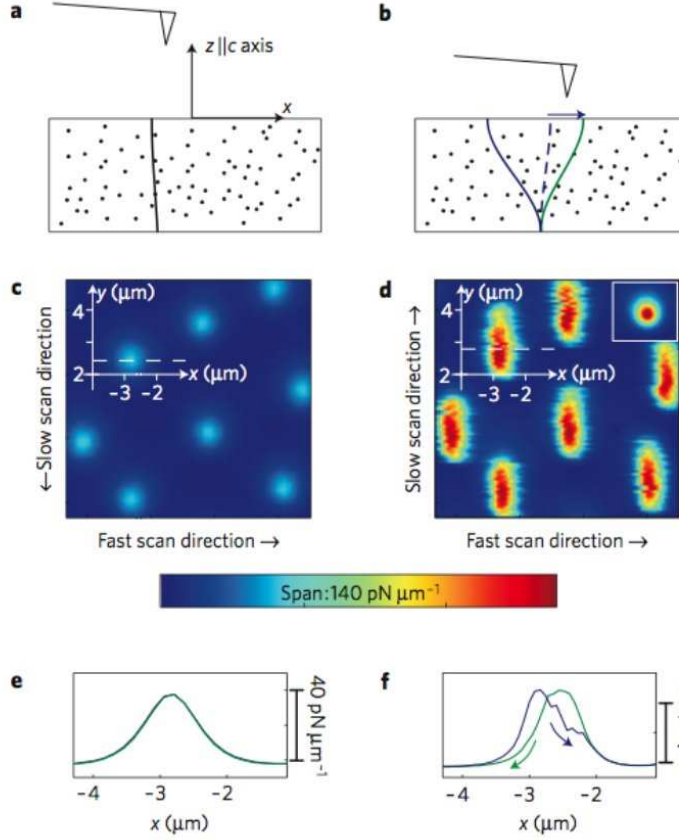 a
b
z ||c axis
x
c
d
y (μm)
4
2
x (μm)
-3 -2
←Slow scan direction
Fast scan direction →
y (μm)
4
2
x (μm)
-3 -2
Slow scan direction →
Fast scan direction →
Span:140 pN μm⁻¹
e
f
40 pN μm⁻¹
−4 −3 −2
x (μm)
−4 −3 −2
x (μm)